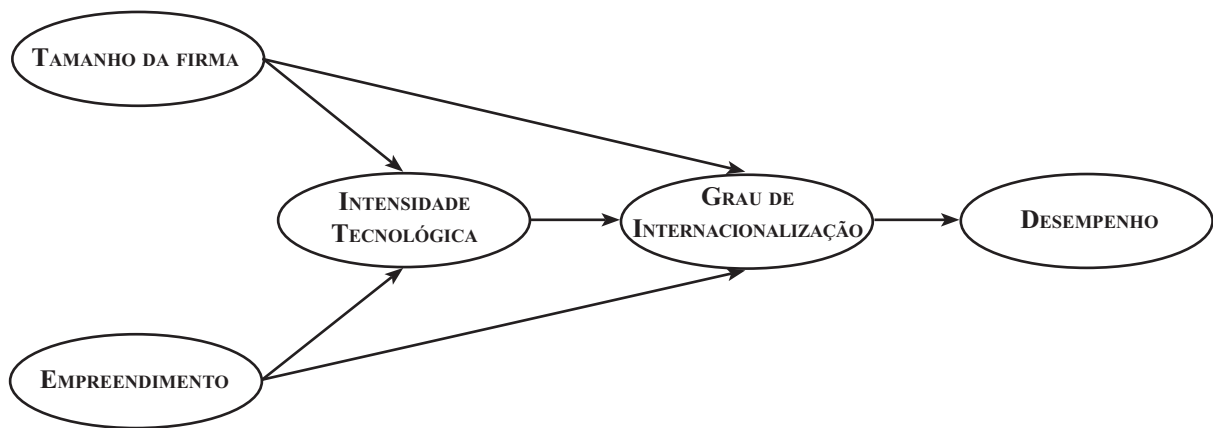 Tamanho da firma
Intensidade
Tecnológica
Grau de
Internacionalização
Desempenho
Empreendimento